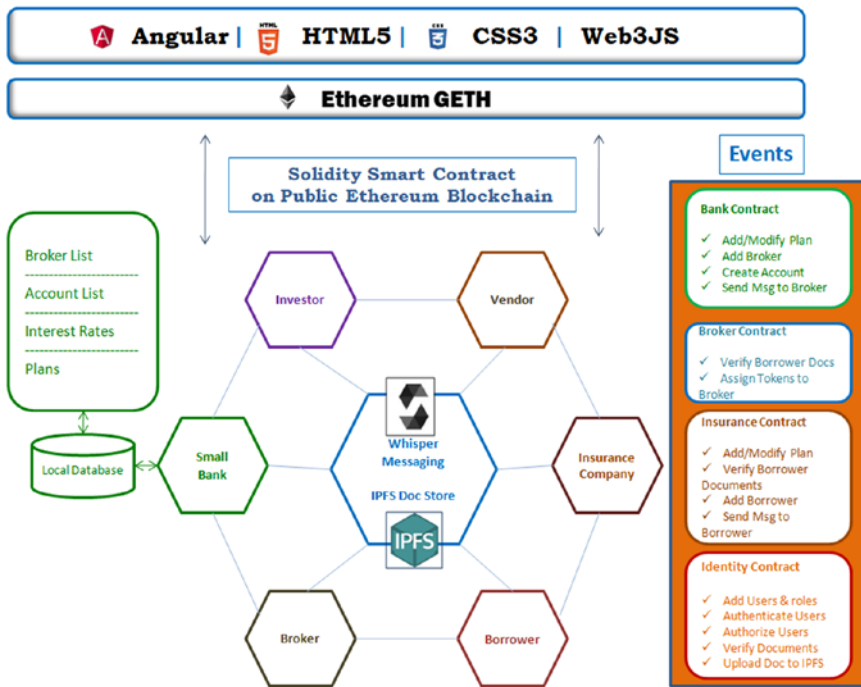 Angular | HTML5 | CSS3 | Web3JS
Ethereum GETH
Solidity Smart Contract
on Public Ethereum Blockchain
Events
Broker List
Account List
Interest Rates
Plans
Local Database
Investor
Vendor
Small
Bank
Whisper
Messaging
IPFS Doc Store
IPFS
Insurance
Company
Broker
Borrower
Bank Contract
✓ Add/Modify Plan
✓ Add Broker
✓ Create Account
✓ Send Msg to Broker
Broker Contract
✓ Verify Borrower Docs
✓ Assign Tokens to
Broker
Insurance Contract
✓ Add/Modify Plan
✓ Verify Borrower
Documents
✓ Add Borrower
✓ Send Msg to
Borrower
Identity Contract
✓ Add Users & roles
✓ Authenticate Users
✓ Authorize Users
✓ Verify Documents
✓ Upload Doc to IPFS